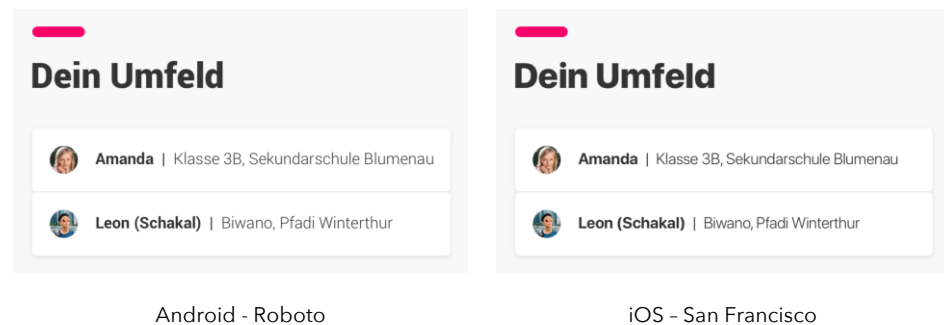 Dein Umfeld
Amanda | Klasse 3B, Sekundarschule Blumenau
Leon (Schakal) | Biwano, Pfadi Winterthur
Android - Roboto
Dein Umfeld
Amanda | Klasse 3B, Sekundarschule Blumenau
Leon (Schakal) | Biwano, Pfadi Winterthur
iOS – San Francisco